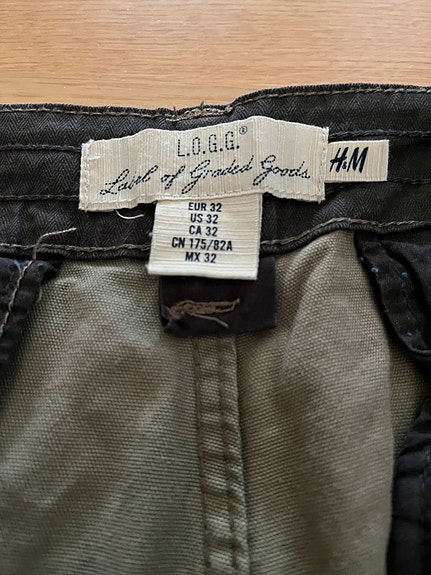 L.O.G.G.®
Label of Graded Goods
H&M
EUR 32
US 32
CA 32
CN 175/82A
MX 32